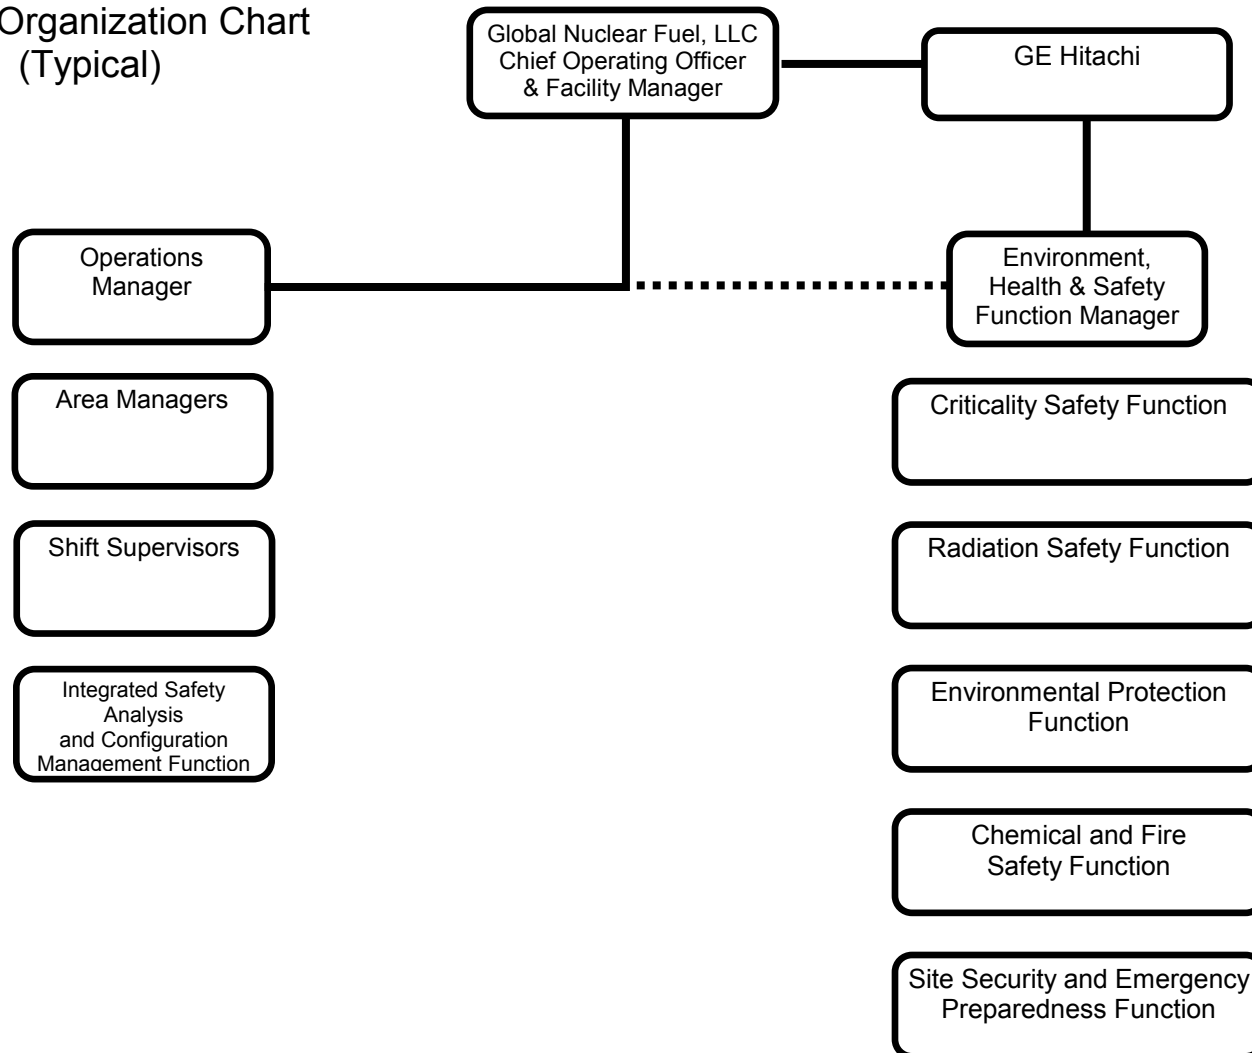 Organization Chart
(Typical)
Global Nuclear Fuel, LLC
Chief Operating Officer
& Facility Manager
GE Hitachi
Operations
Manager
Environment,
Health & Safety
Function Manager
Area Managers
Criticality Safety Function
Shift Supervisors
Radiation Safety Function
Integrated Safety
Analysis
and Configuration
Management Function
Environmental Protection
Function
Chemical and Fire
Safety Function
Site Security and Emergency
Preparedness Function